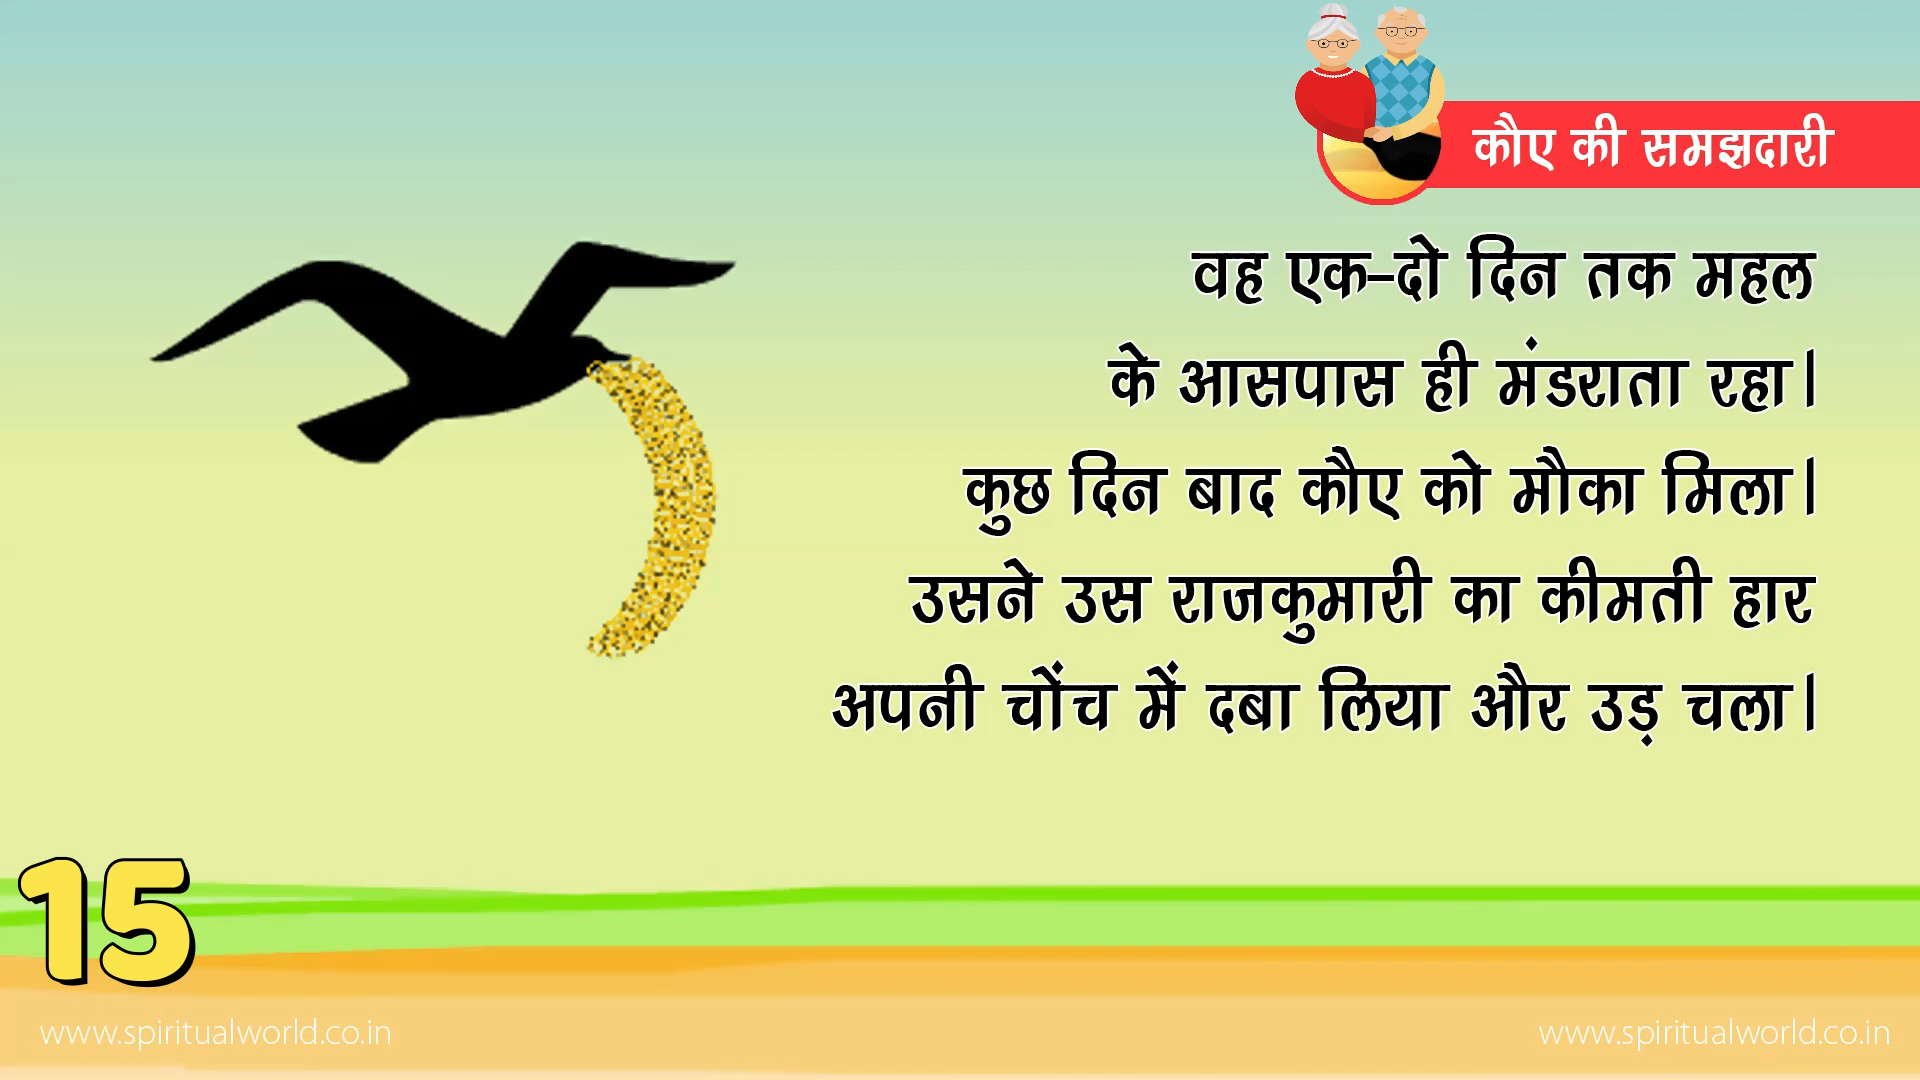 कौए की समझदारी
वह एक-दो दिन तक महल
के आसपास ही मंडराता रहा।
कुछ दिन बाद कौए को मौका मिला।
उसने उस राजकुमारी का कीमती हार
अपनी चोंच में दबा लिया और उड़ चला।
15
www.spiritualworld.co.in
www.spiritualworld.co.in